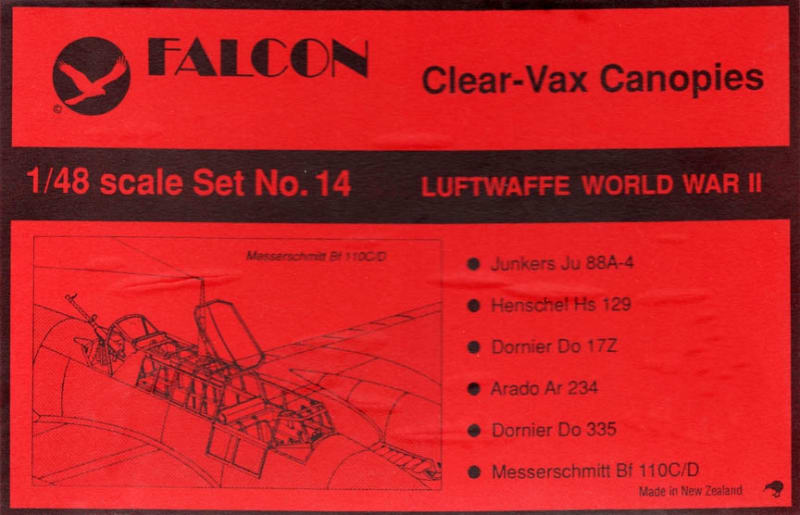 FALCON
©
Clear-Vax Canopies
1/48 scale Set No. 14
LUFTWAFFE WORLD WAR II
Messerschmitt Bf 110C/D
● Junkers Ju 88A-4
● Henschel Hs 129
● Dornier Do 17Z
● Arado Ar 234
● Dornier Do 335
● Messerschmitt Bf 110C/D
Made in New Zealand